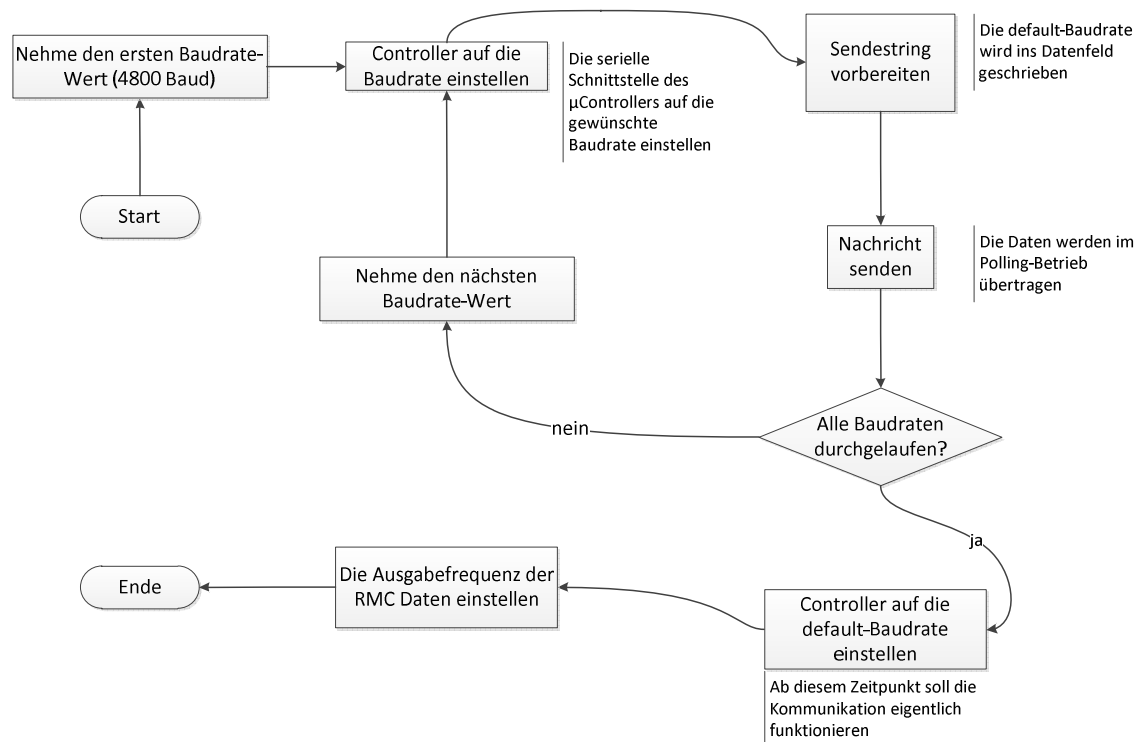 Nehme den ersten Baudrate-
Wert (4800 Baud)
Controller auf die
Baudrate einstellen
Die serielle
Schnittstelle des
µControllers auf die
gewünschte
Baudrate einstellen
Sendestring
vorbereiten
Die default-Baudrate
wird ins Datenfeld
geschrieben
Start
Nehme den nächsten
Baudrate-Wert
Nachricht
senden
Die Daten werden im
Polling-Betrieb
übertragen
Alle Baudraten
durchgelaufen?
nein
ja
Controller auf die
default-Baudrate
einstellen
Ab diesem Zeitpunkt soll die
Kommunikation eigentlich
funktionieren
Die Ausgabefrequenz der
RMC Daten einstellen
Ende